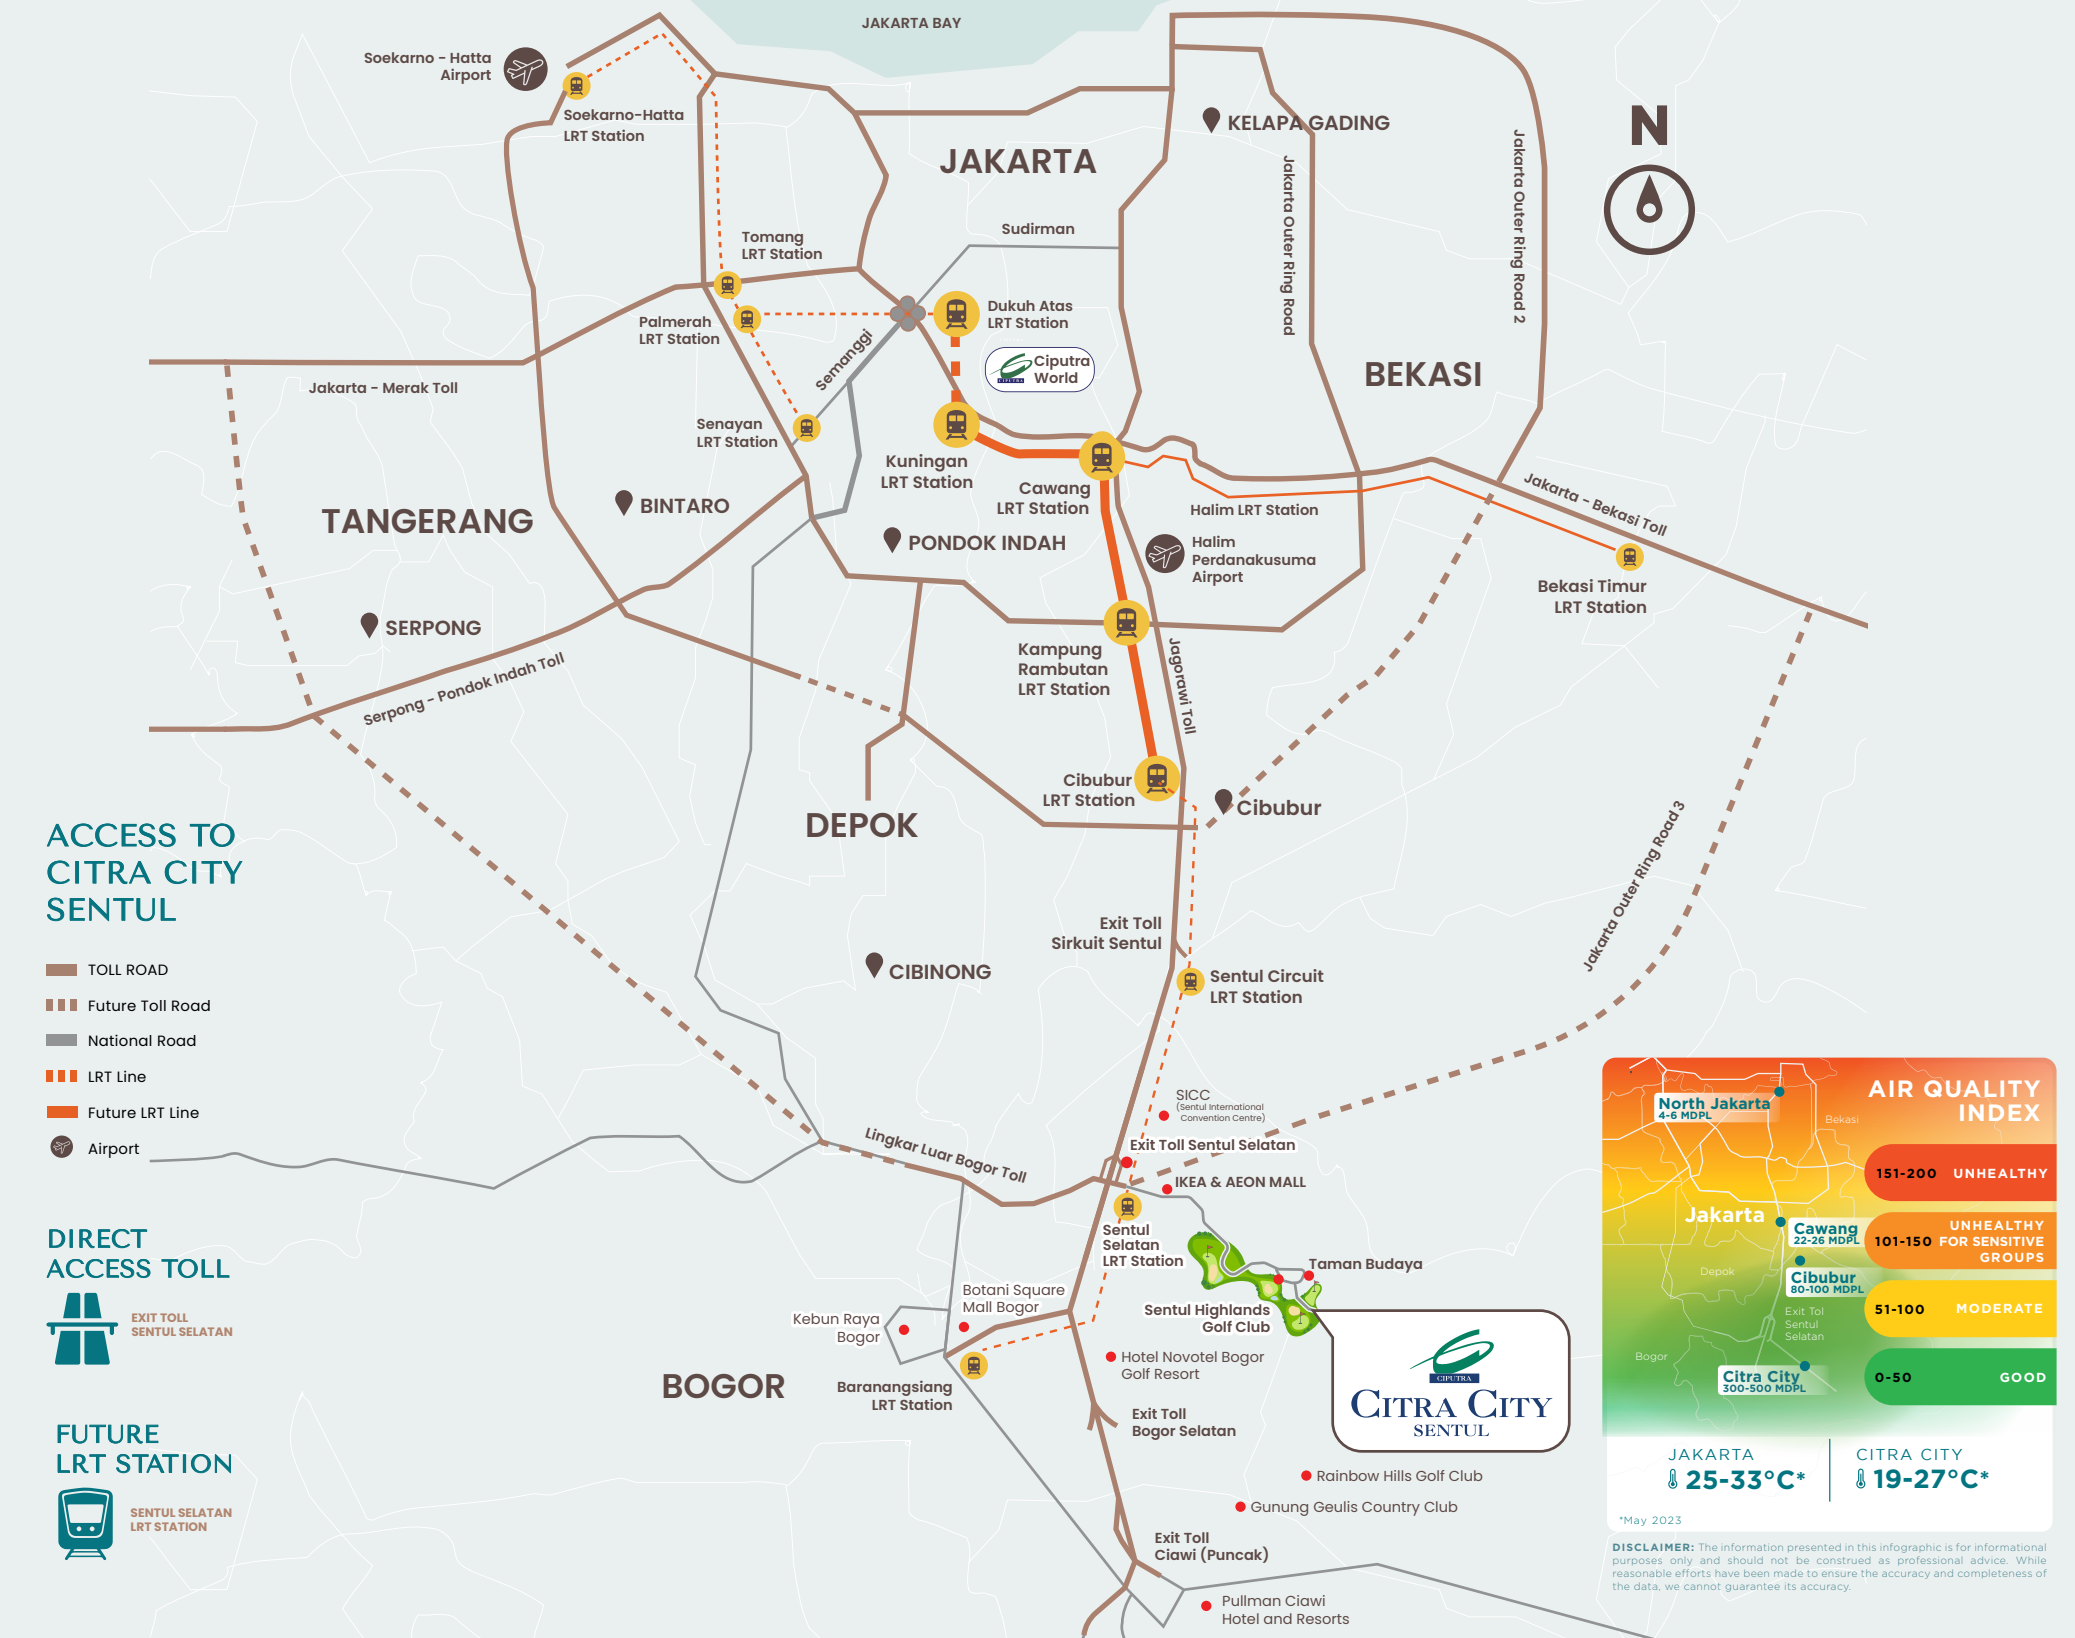 JAKARTA BAY
Soekarno - Hatta
Airport
Soekarno-Hatta
LRT Station
KELAPA GADING
JAKARTA
N
Jakarta Outer Ring Road
Jakarta Outer Ring Road 2
Sudirman
Tomang
LRT Station
Palmerah
LRT Station
Dukuh Atas
LRT Station
Semanggi
CIPUTRA
Ciputra
World
BEKASI
Jakarta - Merak Toll
Senayan
LRT Station
Kuningan
LRT Station
Cawang
LRT Station
Halim LRT Station
Jakarta - Bekasi Toll
TANGERANG
BINTARO
PONDOK INDAH
Halim
Perdanakusuma
Airport
Bekasi Timur
LRT Station
SERPONG
Serpong - Pondok Indah Toll
Kampung
Rambutan
LRT Station
Jagorawi Toll
Cibubur
LRT Station
Cibubur
DEPOK
Jakarta Outer Ring Road 3
ACCESS TO
CITRA CITY
SENTUL
TOLL ROAD
Future Toll Road
National Road
LRT Line
Future LRT Line
Airport
Exit Toll
Sirkuit Sentul
CIBINONG
Sentul Circuit
LRT Station
SICC
(Sentul International
Convention Centre)
Lingkar Luar Bogor Toll
Exit Toll Sentul Selatan
IKEA & AEON MALL
Sentul
Selatan
LRT Station
Taman Budaya
Sentul Highlands
Golf Club
Botani Square
Mall Bogor
Kebun Raya
Bogor
BOGOR
Baranangsiang
LRT Station
Hotel Novotel Bogor
Golf Resort
Exit Toll
Bogor Selatan
CIPUTRA
CITRA CITY
SENTUL
Rainbow Hills Golf Club
Gunung Geulis Country Club
Exit Toll
Ciawi (Puncak)
Pullman Ciawi
Hotel and Resorts
DIRECT
ACCESS TOLL
EXIT TOLL
SENTUL SELATAN
FUTURE
LRT STATION
SENTUL SELATAN
LRT STATION
AIR QUALITY
INDEX
North Jakarta
4-6 MDPL
Bekasi
151-200 UNHEALTHY
Jakarta
Cawang
22-26 MDPL
101-150 UNHEALTHY
FOR SENSITIVE
GROUPS
Depok
Cibubur
80-100 MDPL
Exit Tol
Sentul
Selatan
51-100 MODERATE
Bogor
Citra City
300-500 MDPL
0-50 GOOD
JAKARTA
25-33°C*
CITRA CITY
19-27°C*
*May 2023
DISCLAIMER: The information presented in this infographic is for informational
purposes only and should not be construed as professional advice. While
reasonable efforts have been made to ensure the accuracy and completeness of
the data, we cannot guarantee its accuracy.